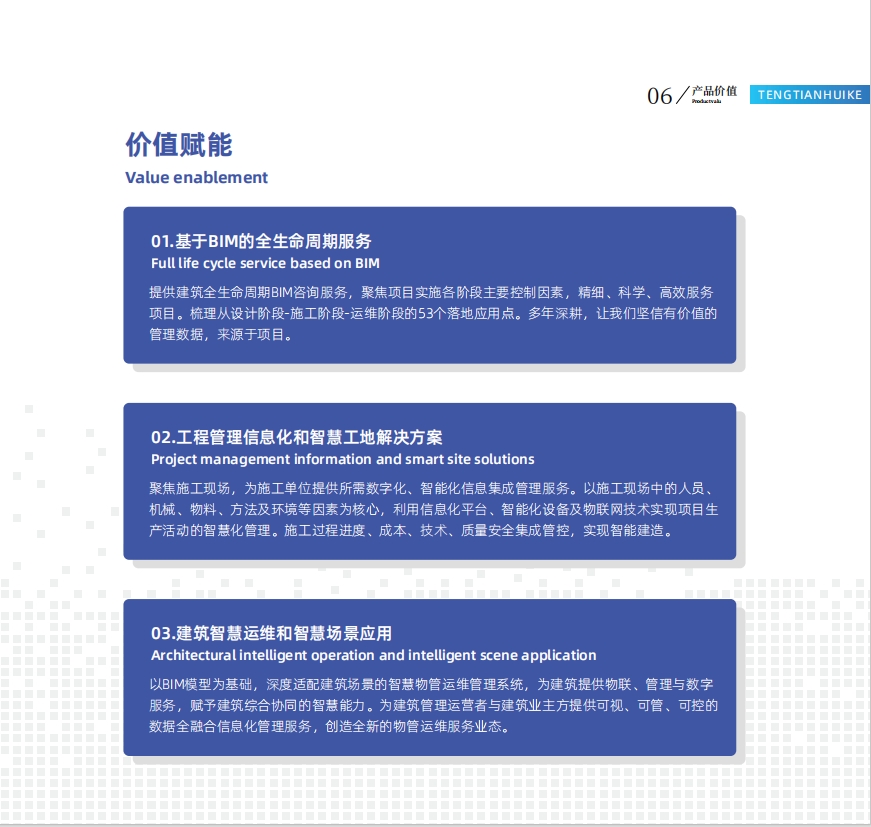 06/产品价值
Productvalu
TENGTIANHUIKE
价值赋能
Value enablement
01.基于BIM的全生命周期服务
Full life cycle service based on BIM
提供建筑全生命周期BIM咨询服务，聚焦项目实施各阶段主要控制因素，精细、科学、高效服务
项目。梳理从设计阶段-施工阶段-运维阶段的53个落地应用点。多年深耕，让我们坚信有价值的
管理数据，来源于项目。
02.工程管理信息化和智慧工地解决方案
Project management information and smart site solutions
聚焦施工现场，为施工单位提供所需数字化、智能化信息集成管理服务。以施工现场中的人员、
机械、物料、方法及环境等因素为核心，利用信息化平台、智能化设备及物联网技术实现项目生
产活动的智慧化管理。施工过程进度、成本、技术、质量安全集成管控，实现智能建造。
03.建筑智慧运维和智慧场景应用
Architectural intelligent operation and intelligent scene application
以BIM模型为基础，深度适配建筑场景的智慧物管运维管理系统，为建筑提供物联、管理与数字
服务，赋予建筑综合协同的智慧能力。为建筑管理运营者与建筑业主方提供可视、可管、可控的
数据全融合信息化管理服务，创造全新的物管运维服务业态。